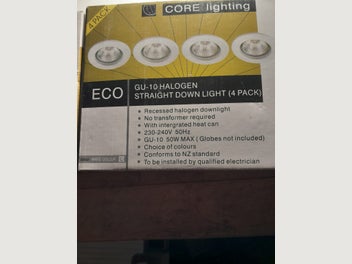 4 PACK
CORE lighting
ECO
GU-10 HALOGEN
STRAIGHT DOWN LIGHT (4 PACK)
• Recessed halogen downlight
• No transformer required
• With intergrated heat can
• 230-240V 50Hz
• GU-10 50W MAX ( Globes not included)
• Choice of colours
• Conforms to NZ standard
• To be installed by qualified electrician